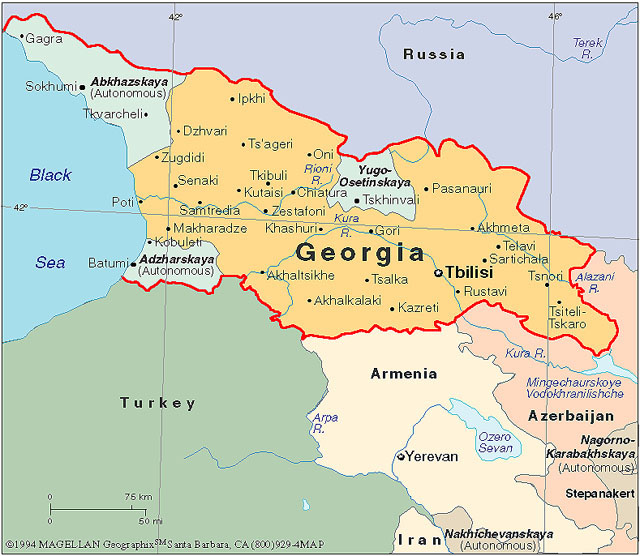 42°
46°
Gagra
Russia
Terek
R.
Abkhazskaya
(Autonomous)
Sokhumi
Ipkhi
Tkvarcheli
Dzhvari
Ts'ageri
Oni
Yugo-
Osetinskaya
Zugdidi
Rioni
R.
Black
Senaki
Tkibuli
Kutaisi
Chiatura
Pasanauri
Tskhinvali
Poti
Samtredia
Zestafoni
42°
Kura
R.
Akhmeta
Makharadze
Khashuri
Gori
Kobuleti
Georgia
Telavi
Sartichala
Sea
Batumi
Adzharskaya
(Autonomous)
Akhaltsikhe
Tsalka
Tbilisi
Tsnori
Alazani
R.
Rustavi
Akhalkalaki
Kazreti
Tsiteli-
Tskaro
Kura R.
Armenia
Mingechaurskoye
Vodokhranilishche
Turkey
Arpa
R.
Azerbaijan
Ozero
Sevan
Nagorno-
Karabakhskaya
(Autonomous)
Yerevan
Stepanakert
0 75 km
0 50 mi
Iran
Nakhichevanskaya
(Autonomous)
©1994 MAGELLAN Geographix℠ Santa Barbara, CA (800)929-4MAP